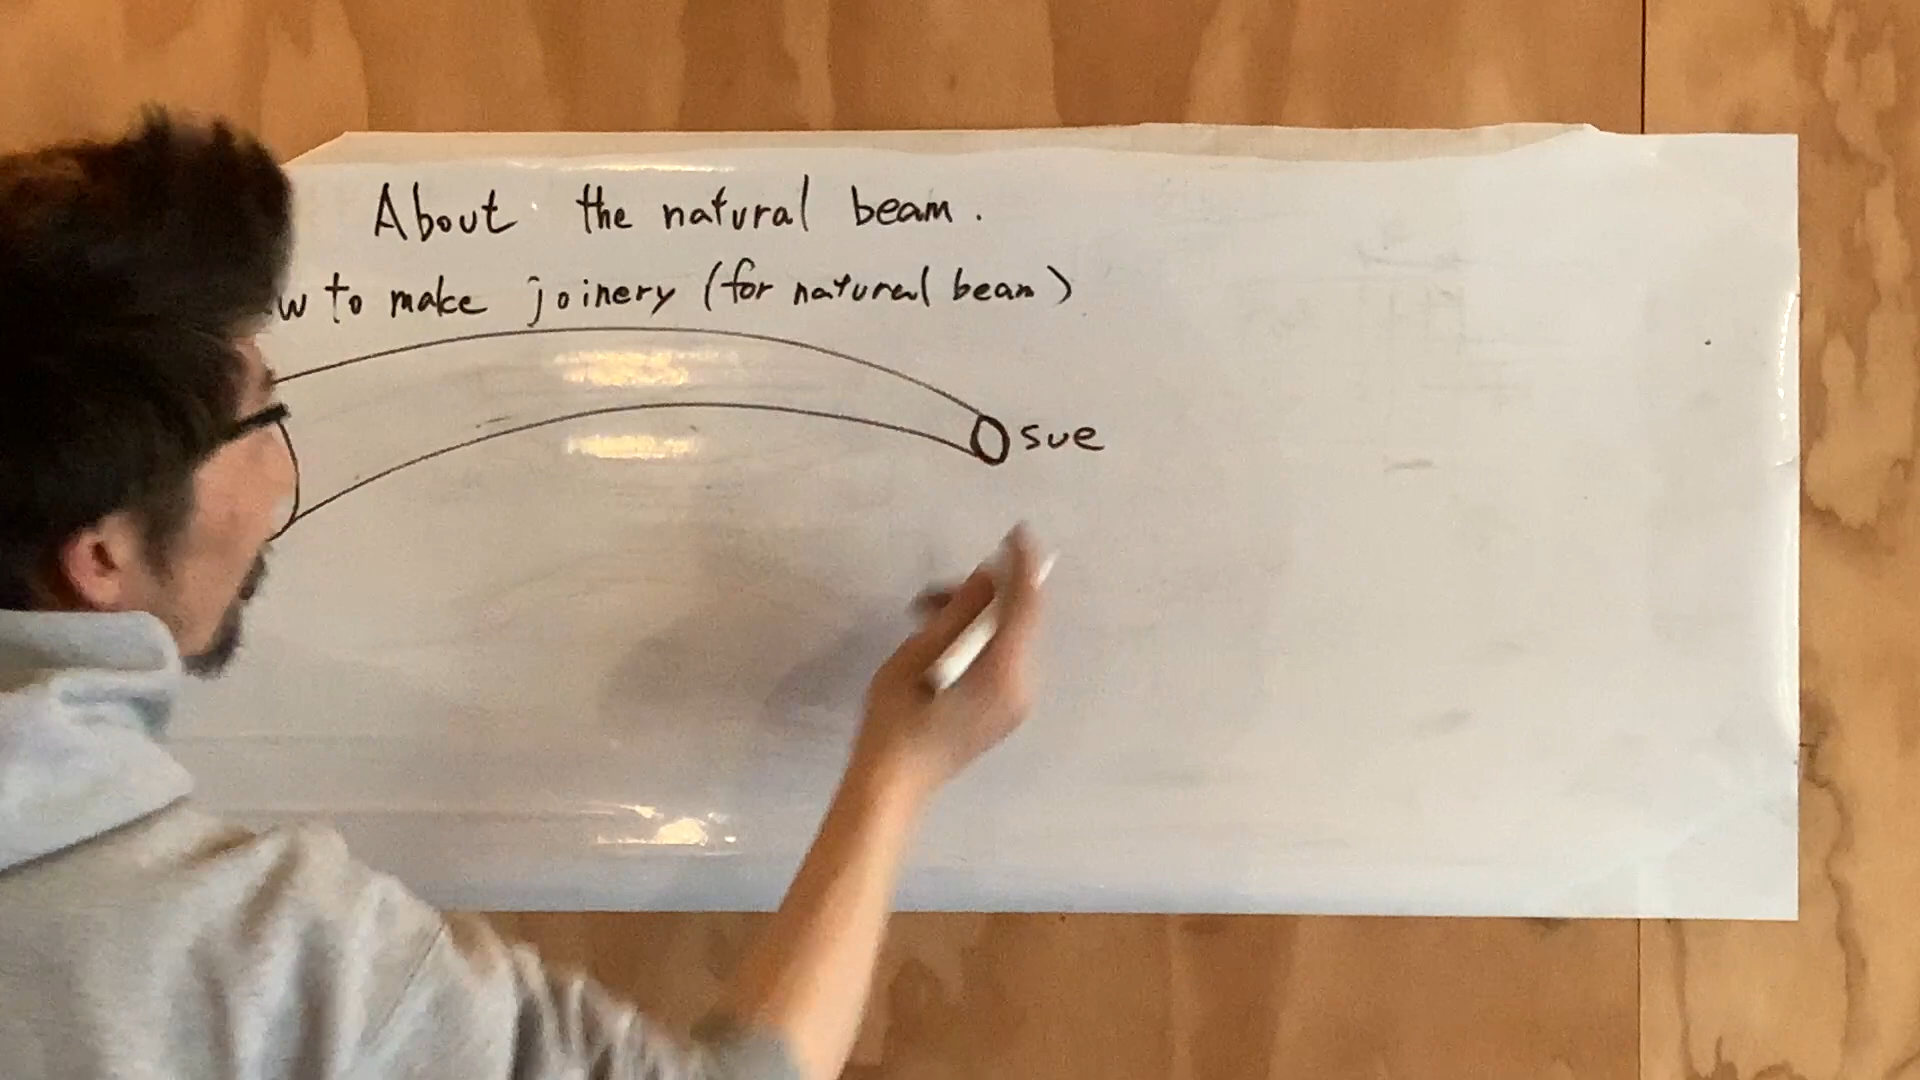 About the natural beam.
w to make joinery (for natural beam)
sue